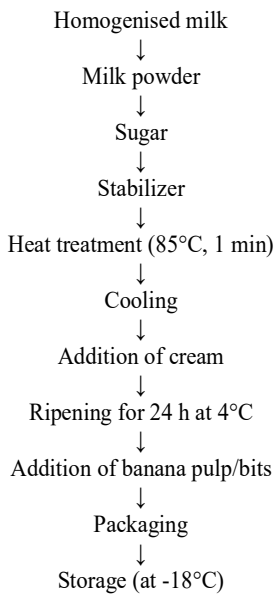 Homogenised milk
↓
Milk powder
↓
Sugar
↓
Stabilizer
↓
Heat treatment (85°C, 1 min)
↓
Cooling
↓
Addition of cream
↓
Ripening for 24 h at 4°C
↓
Addition of banana pulp/bits
↓
Packaging
↓
Storage (at -18°C)